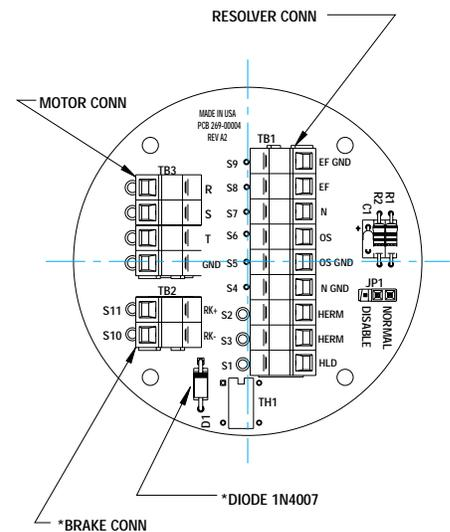 RESOLVER CONN
MOTOR CONN
MADE IN USA
PCB 269-00004
REV A2
TB1
TB3
S9 EF GND
R S8 EF
S S7 N
T S6 OS
GND S5 OS GND
S4 N GND
TB2
S11 RK+ S2 HERM
S10 RK- S3 HERM
S1 HLD
R1
R2
C1
+
JP1
NORMAL
DISABLE
D1
TH1
*DIODE 1N4007
*BRAKE CONN